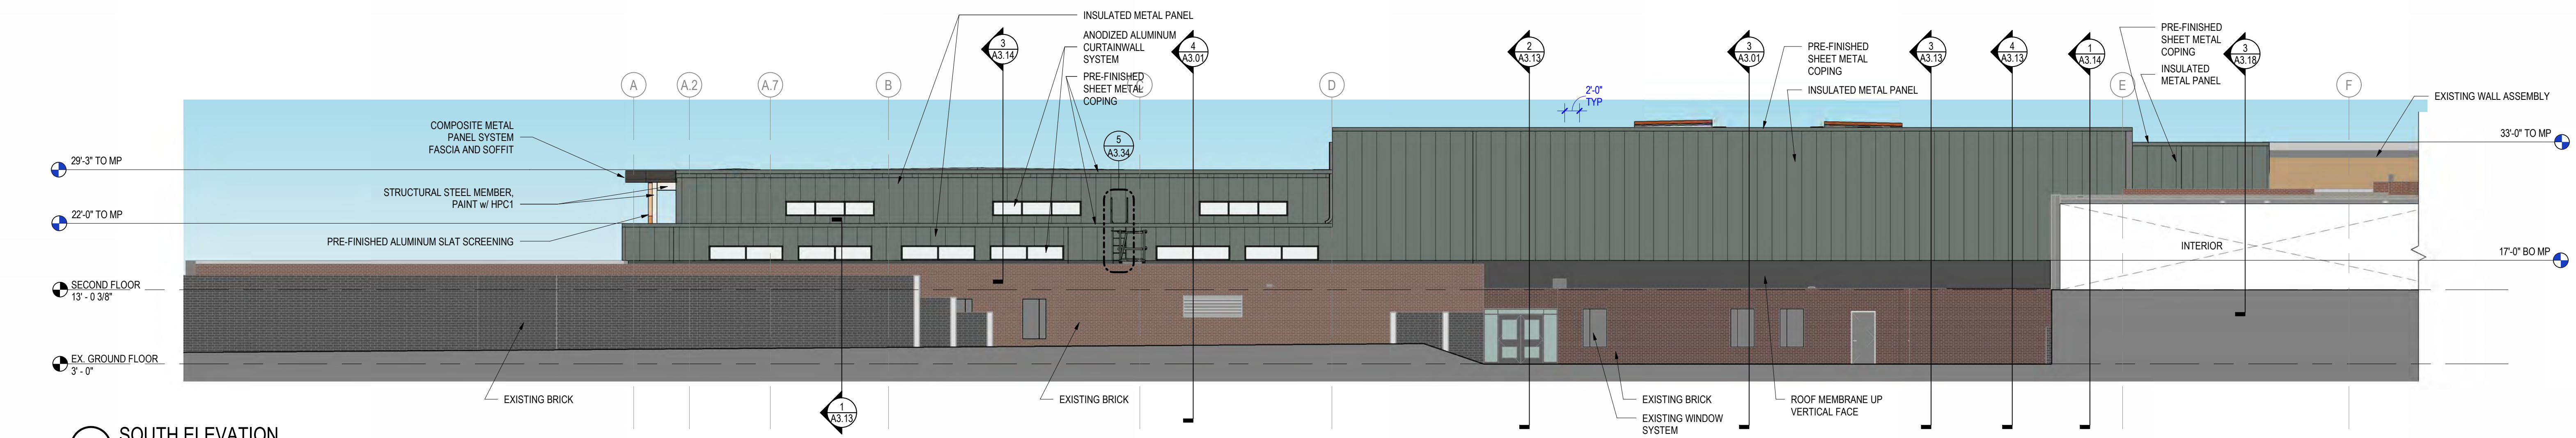 INSULATED METAL PANEL
ANODIZED ALUMINUM
CURTAINWALL
SYSTEM
PRE-FINISHED
SHEET METAL
COPING
3
A3.14
4
A3.01
2
A3.13
3
A3.01
PRE-FINISHED
SHEET METAL
COPING
INSULATED METAL PANEL
3
A3.13
4
A3.13
1
A3.14
PRE-FINISHED
SHEET METAL
COPING
INSULATED
METAL PANEL
3
A3.18
A
A.2
A.7
B
D
E
F
2'-0"
TYP
EXISTING WALL ASSEMBLY
COMPOSITE METAL
PANEL SYSTEM
FASCIA AND SOFFIT
5
A3.34
29'-3" TO MP
33'-0" TO MP
STRUCTURAL STEEL MEMBER,
PAINT w/ HPC1
22'-0" TO MP
PRE-FINISHED ALUMINUM SLAT SCREENING
INTERIOR
17'-0" BO MP
SECOND FLOOR
13' - 0 3/8"
EX. GROUND FLOOR
3' - 0"
EXISTING BRICK
1
A3.13
EXISTING BRICK
EXISTING BRICK
EXISTING WINDOW
SYSTEM
ROOF MEMBRANE UP
VERTICAL FACE
SOUTH ELEVATION